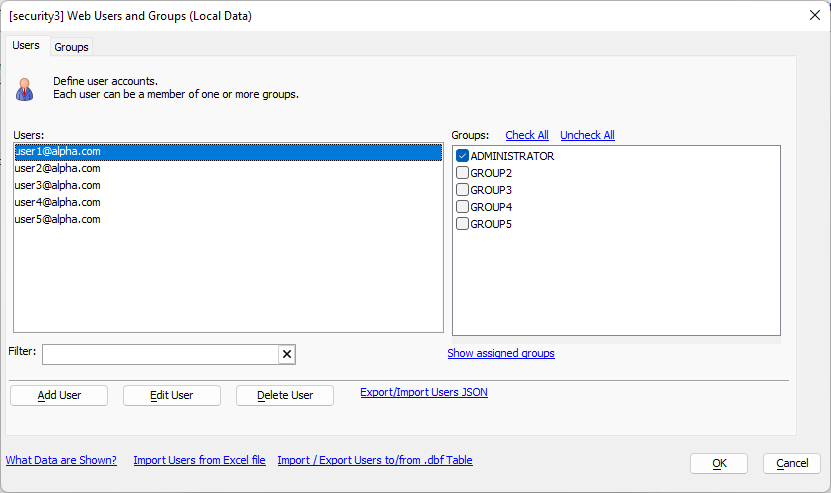 [security3] Web Users and Groups (Local Data)
Users Groups
Define user accounts.
Each user can be a member of one or more groups.
Users:
user1@alpha.com
user2@alpha.com
user3@alpha.com
user4@alpha.com
user5@alpha.com
Groups: Check All Uncheck All
ADMINISTRATOR
GROUP2
GROUP3
GROUP4
GROUP5
Filter:
Show assigned groups
Add User Edit User Delete User Export/Import Users JSON
What Data are Shown? Import Users from Excel file Import / Export Users to/from .dbf Table
OK Cancel